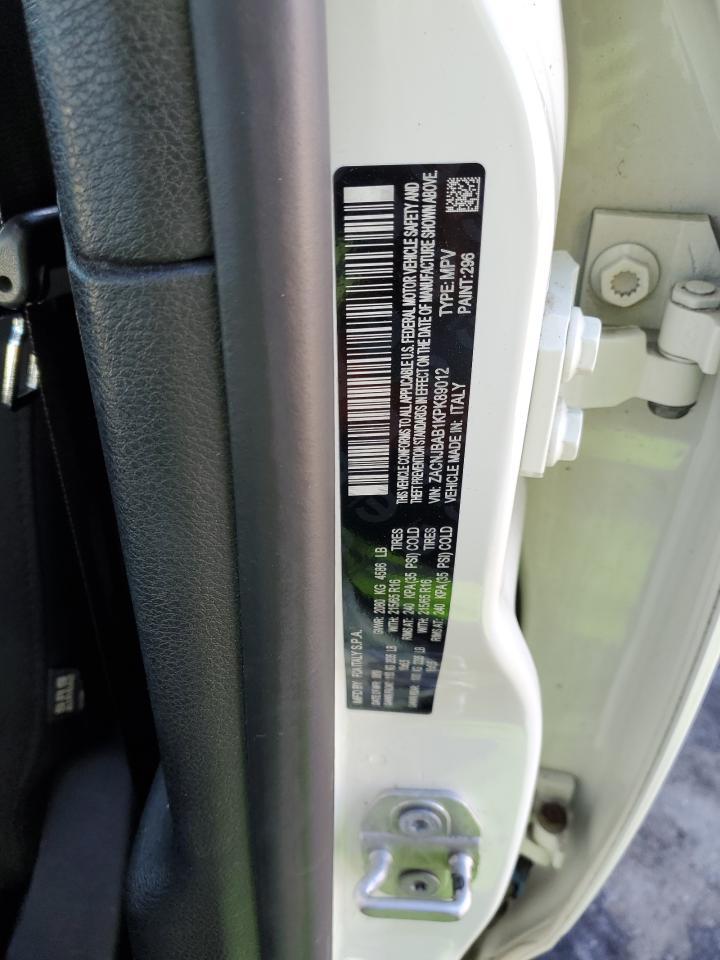 MFD BY: FCA ITALY S.P.A.
GVWR: 2080 KG 4586 LB
WITH: 215/65 R16 TIRES
RIMS AT: 240 KPA (35 PSI) COLD
WITH: 215/65 R16 TIRES
RIMS AT: 240 KPA (35 PSI) COLD
THIS VEHICLE CONFORMS TO ALL APPLICABLE U.S. FEDERAL MOTOR VEHICLE SAFETY AND
THEFT PREVENTION STANDARDS IN EFFECT ON THE DATE OF MANUFACTURE SHOWN ABOVE.
VIN: ZACNJBAB1KPK89012 TYPE: MPV
VEHICLE MADE IN: ITALY PAINT: 296